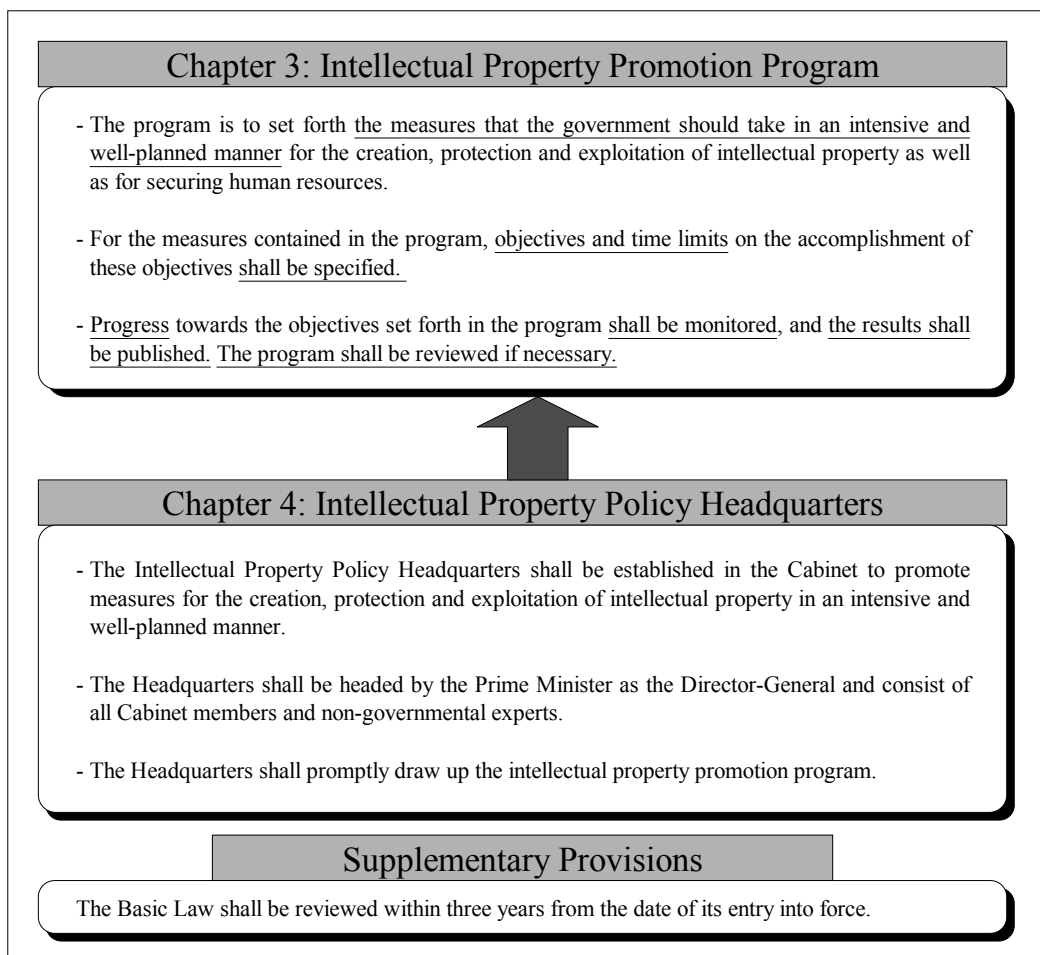 Chapter 3: Intellectual Property Promotion Program
- The program is to set forth the measures that the government should take in an intensive and
well-planned manner for the creation, protection and exploitation of intellectual property as well
as for securing human resources.
- For the measures contained in the program, objectives and time limits on the accomplishment of
these objectives shall be specified.
- Progress towards the objectives set forth in the program shall be monitored, and the results shall
be published. The program shall be reviewed if necessary.
Chapter 4: Intellectual Property Policy Headquarters
- The Intellectual Property Policy Headquarters shall be established in the Cabinet to promote
measures for the creation, protection and exploitation of intellectual property in an intensive and
well-planned manner.
- The Headquarters shall be headed by the Prime Minister as the Director-General and consist of
all Cabinet members and non-governmental experts.
- The Headquarters shall promptly draw up the intellectual property promotion program.
Supplementary Provisions
The Basic Law shall be reviewed within three years from the date of its entry into force.